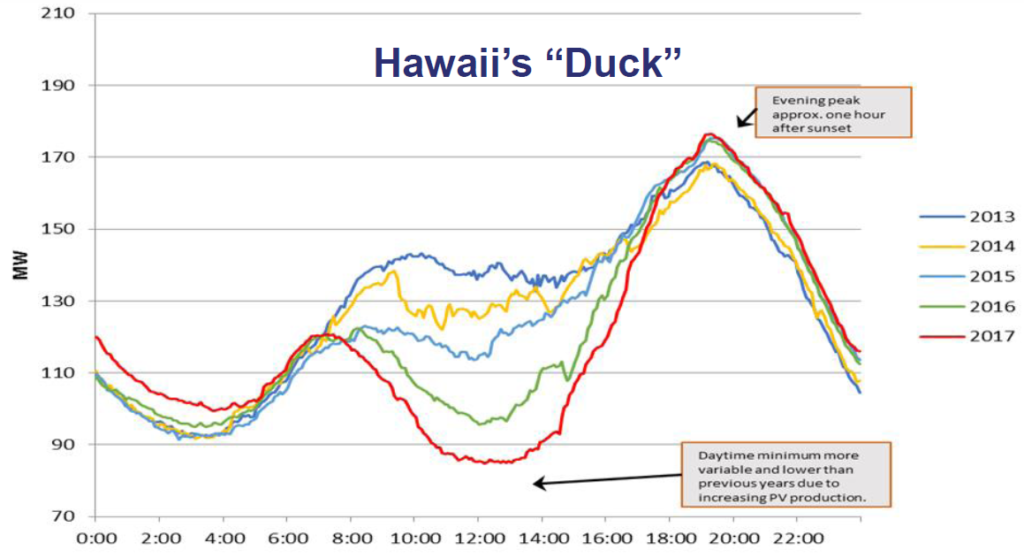 Hawaii’s “Duck”
210
190
170
150
130
110
90
70
MW
0:00 2:00 4:00 6:00 8:00 10:00 12:00 14:00 16:00 18:00 20:00 22:00
Evening peak
approx. one hour
after sunset
2013
2014
2015
2016
2017
Daytime minimum more
variable and lower than
previous years due to
increasing PV production.